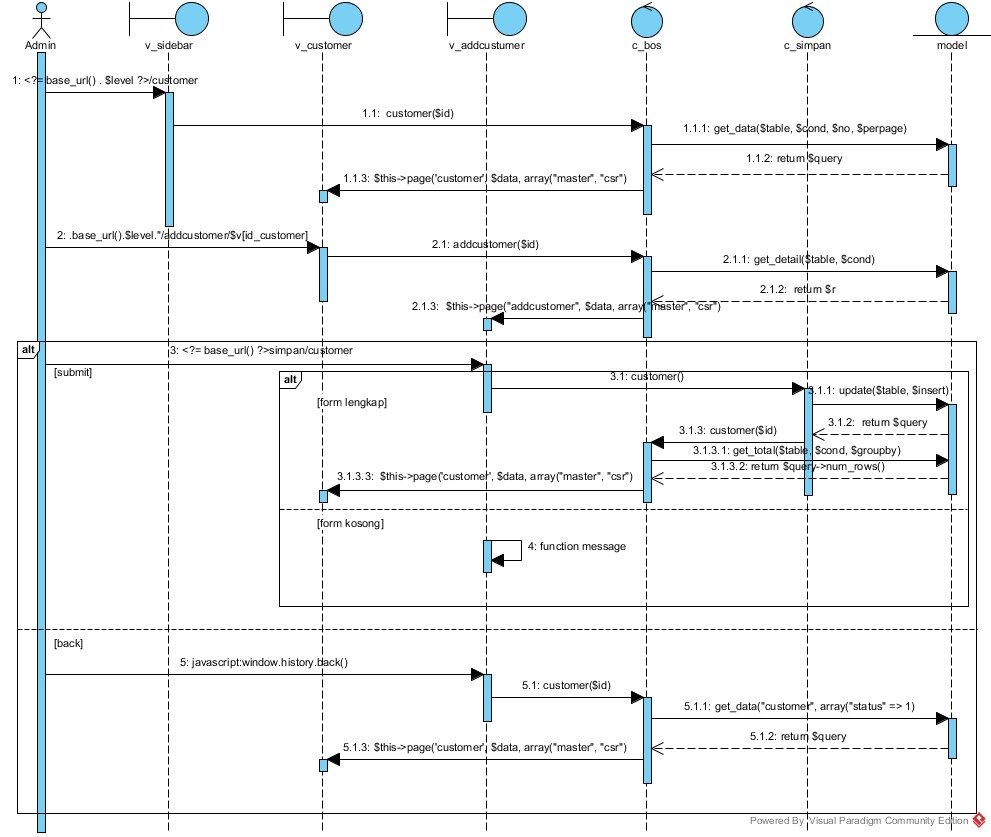 Admin
v_sidebar
v_customer
v_addcustumer
c_bos
c_simpan
model
1: <?= base_url() . $level ?>/customer
1.1: customer($id)
1.1.1: get_data($table, $cond, $no, $perpage)
1.1.2: return $query
1.1.3: $this->page('customer', $data, array("master", "csr")
2: .base_url().$level."/addcustomer/$v[id_customer]
2.1: addcustomer($id)
2.1.1: get_detail($table, $cond)
2.1.2: return $r
2.1.3: $this->page("addcustomer", $data, array("master", "csr")
alt
3: <?= base_url() ?>simpan/customer
[submit]
alt
3.1: customer()
3.1.1: update($table, $insert)
[form lengkap]
3.1.2: return $query
3.1.3: customer($id)
3.1.3.1: get_total($table, $cond, $groupby)
3.1.3.2: return $query->num_rows()
3.1.3.3: $this->page('customer', $data, array("master", "csr")
[form kosong]
4: function message
[back]
5: javascript:window.history.back()
5.1: customer($id)
5.1.1: get_data("customer", array("status" => 1)
5.1.2: return $query
5.1.3: $this->page('customer', $data, array("master", "csr")
Powered By Visual Paradigm Community Edition